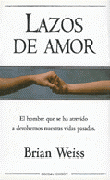 LAZOS DE AMOR
El hombre que se ha atrevido
a devolvernos nuestras vidas pasadas.
Brian Weiss